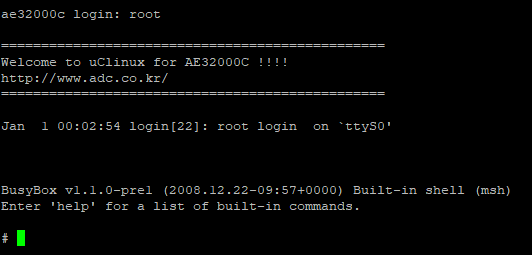 ae32000c login: root
================================================
Welcome to uClinux for AE32000C !!!!
http://www.adc.co.kr/
================================================
Jan  1 00:02:54 login[22]: root login  on `ttyS0'
BusyBox v1.1.0-pre1 (2008.12.22-09:57+0000) Built-in shell (msh)
Enter 'help' for a list of built-in commands.
#